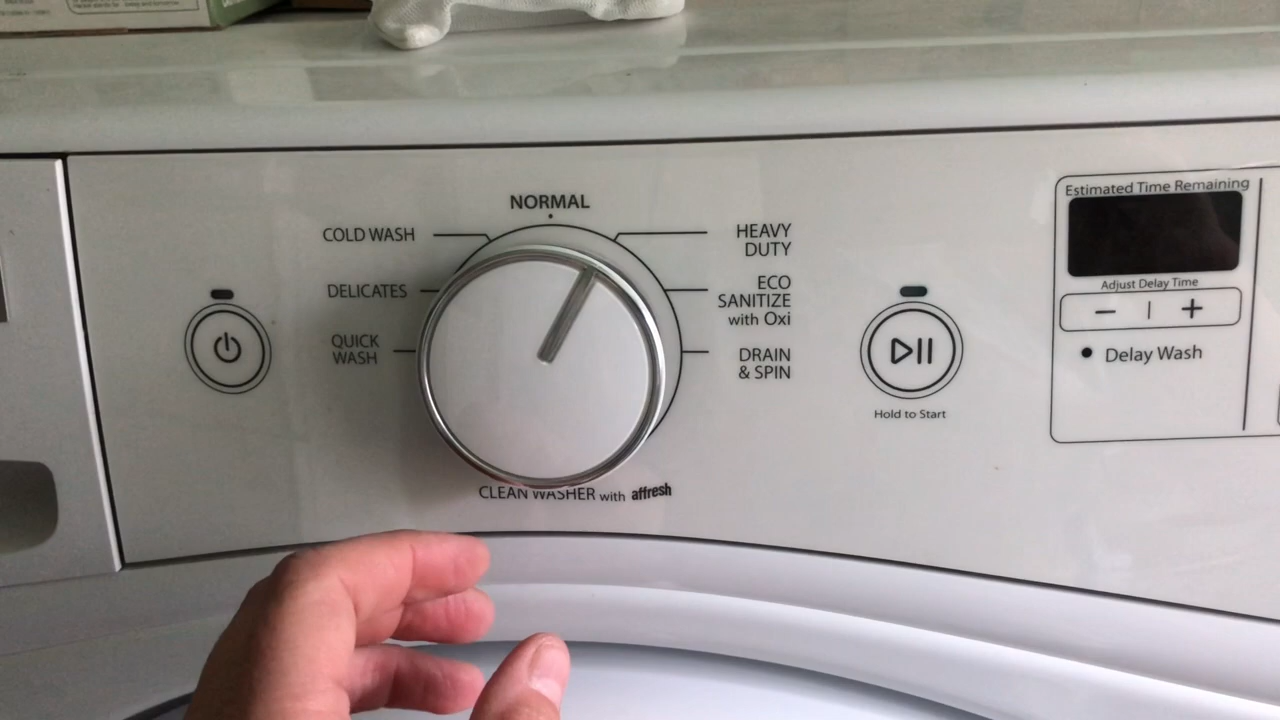 NORMAL
COLD WASH
DELICATES
QUICK
WASH
HEAVY
DUTY
ECO
SANITIZE
with Oxi
DRAIN
& SPIN
CLEAN WASHER with affresh
Hold to Start
Estimated Time Remaining
Adjust Delay Time
− | +
Delay Wash